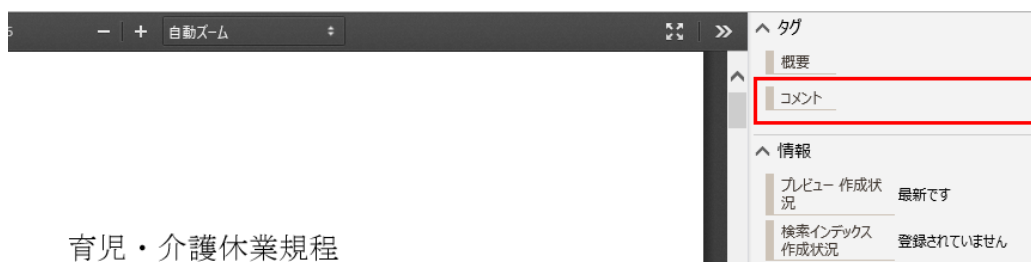 自動ズーム
タグ
概要
コメント
情報
プレビュー 作成状
況
最新です
検索インデックス
作成状況
登録されていません
育児・介護休業規程